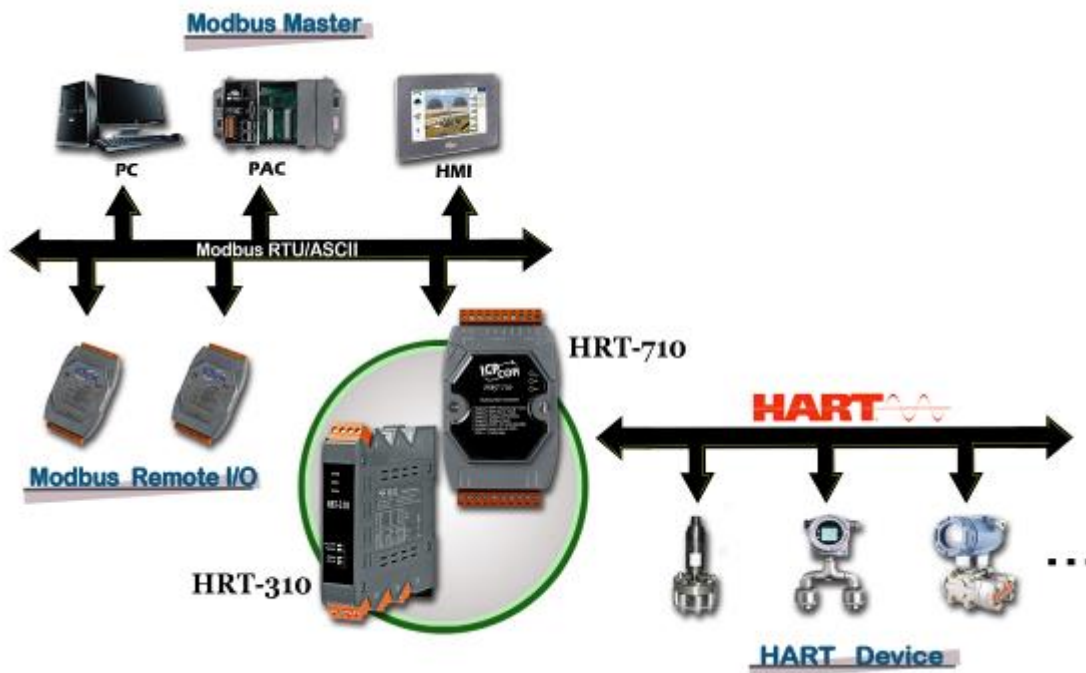 Modbus Master
PC
PAC
HMI
Modbus RTU/ASCII
HRT-710
HART
Modbus Remote I/O
HRT-310
HART Device
...